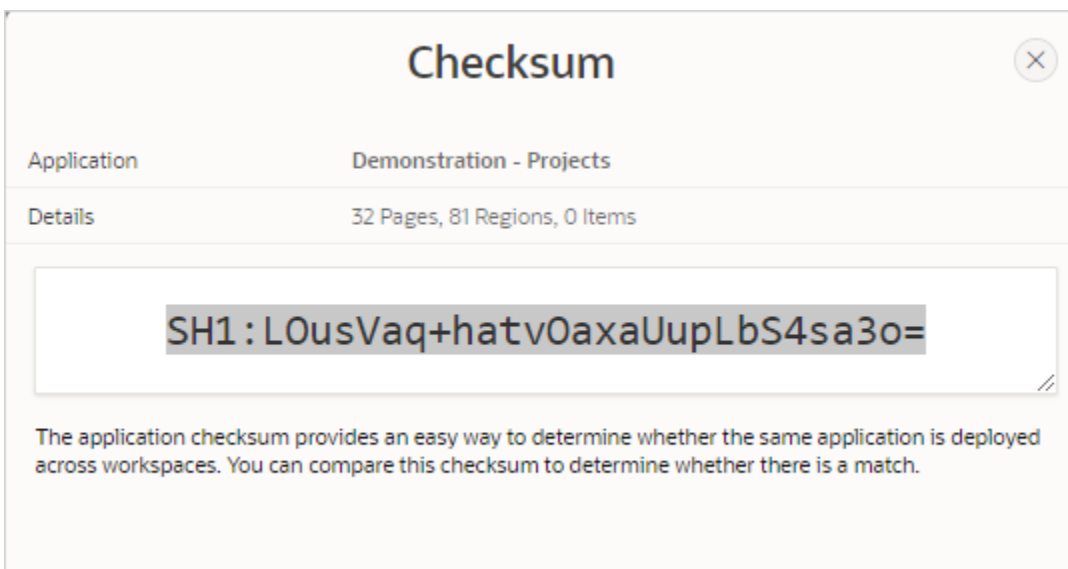 Checksum
Application Demonstration - Projects
Details 32 Pages, 81 Regions, 0 Items
SH1:LOusVaq+hatvOaxaUupLbS4sa3o=
The application checksum provides an easy way to determine whether the same application is deployed
across workspaces. You can compare this checksum to determine whether there is a match.